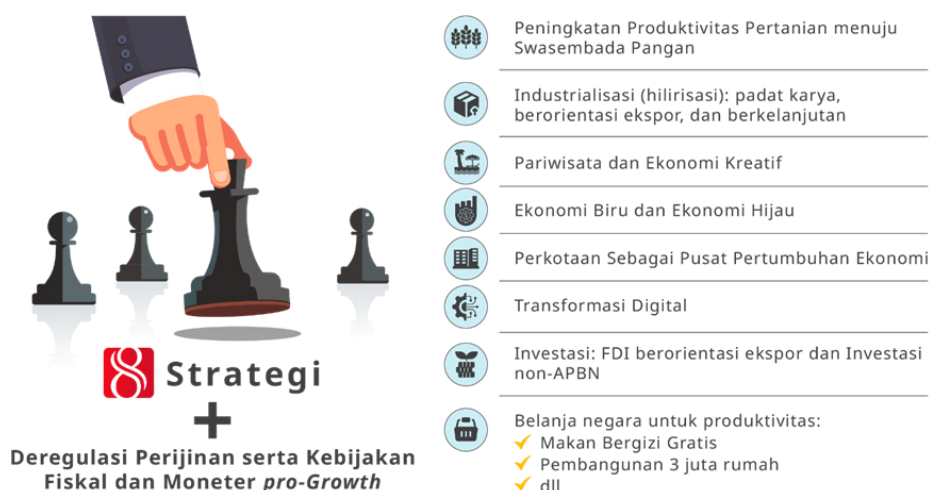 8 Strategi
+
Deregulasi Perijinan serta Kebijakan
Fiskal dan Moneter pro-Growth
Peningkatan Produktivitas Pertanian menuju
Swasembada Pangan
Industrialisasi (hilirisasi): padat karya,
berorientasi ekspor, dan berkelanjutan
Pariwisata dan Ekonomi Kreatif
Ekonomi Biru dan Ekonomi Hijau
Perkotaan Sebagai Pusat Pertumbuhan Ekonomi
Transformasi Digital
Investasi: FDI berorientasi ekspor dan Investasi
non-APBN
Belanja negara untuk produktivitas:
Makan Bergizi Gratis
Pembangunan 3 juta rumah
dll